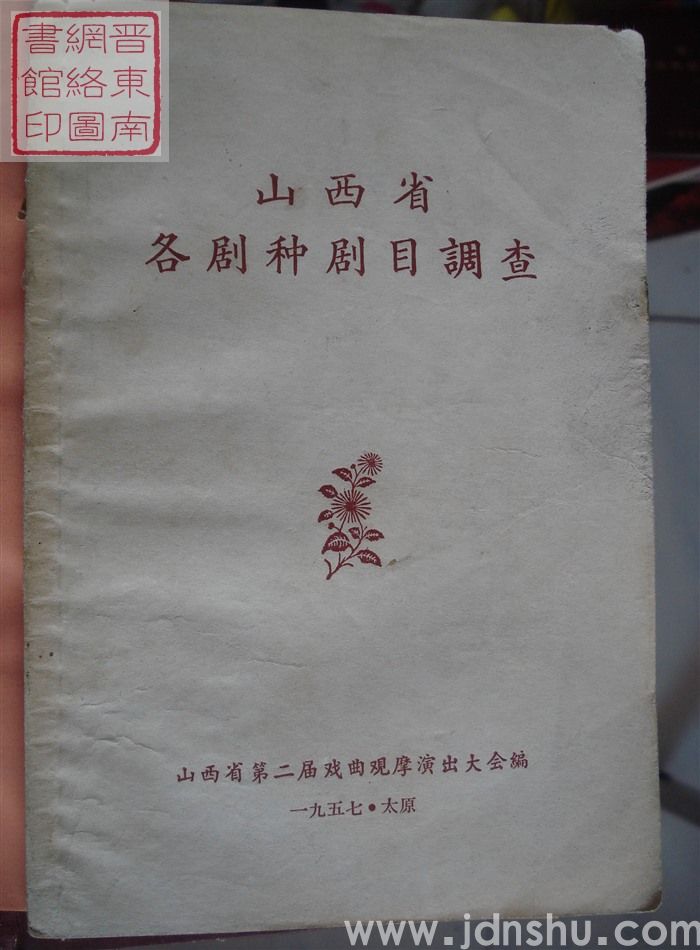 晋東南
網絡圖
書館印
山西省
各剧种剧目調查
山西省第二届戏曲观摩演出大会編
一九五七·太原
www.jdnshu.com